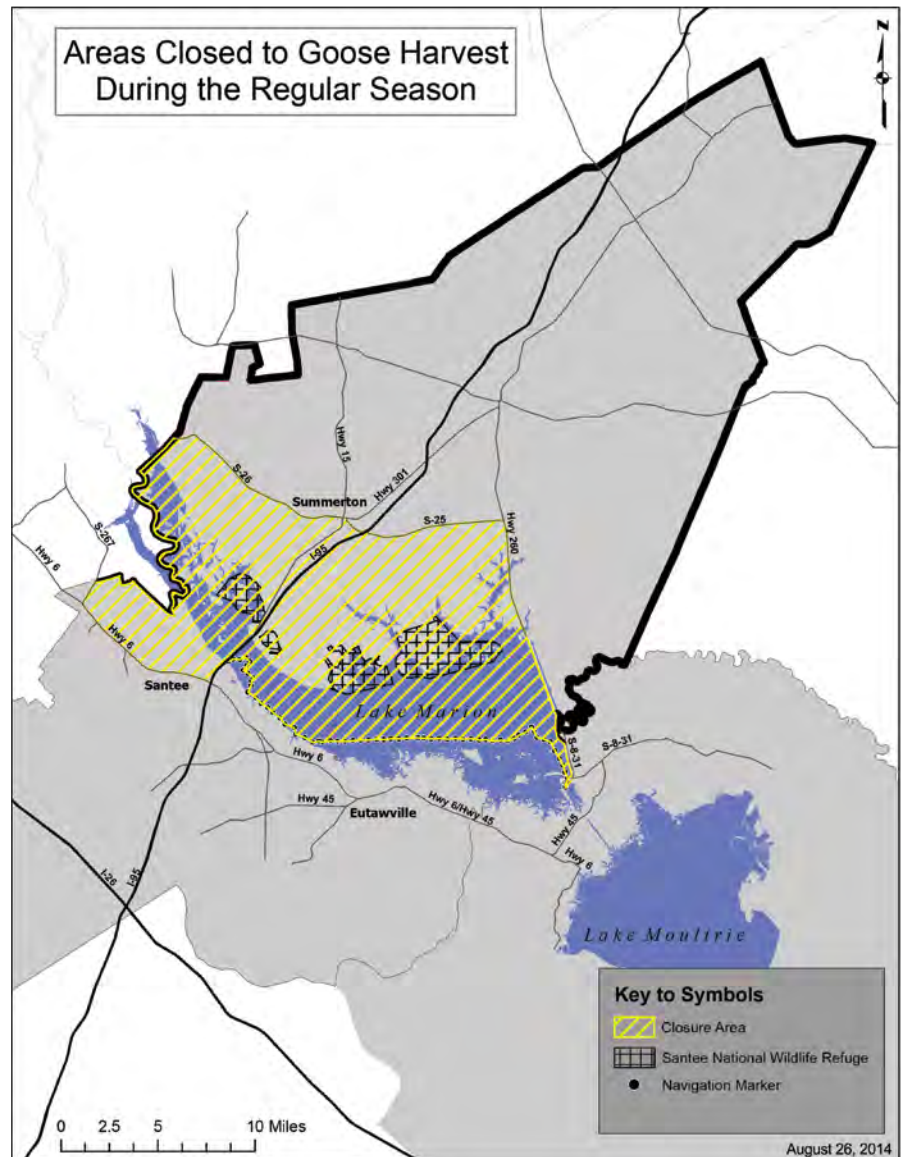 Areas Closed to Goose Harvest
During the Regular Season
N
Hwy 15
Hwy 301
S-26
Summerton
S-25
Hwy 260
I-95
S-267
Hwy 6
Hwy 6
Santee
Lake Marion
S-8-31
S-8-31
Hwy 6
Hwy 45
Eutawville
Hwy 6/Hwy 45
Hwy 45
Hwy 6
I-26
I-95
Lake Moultrie
Key to Symbols
Closure Area
Santee National Wildlife Refuge
Navigation Marker
0 2.5 5 10 Miles
August 26, 2014